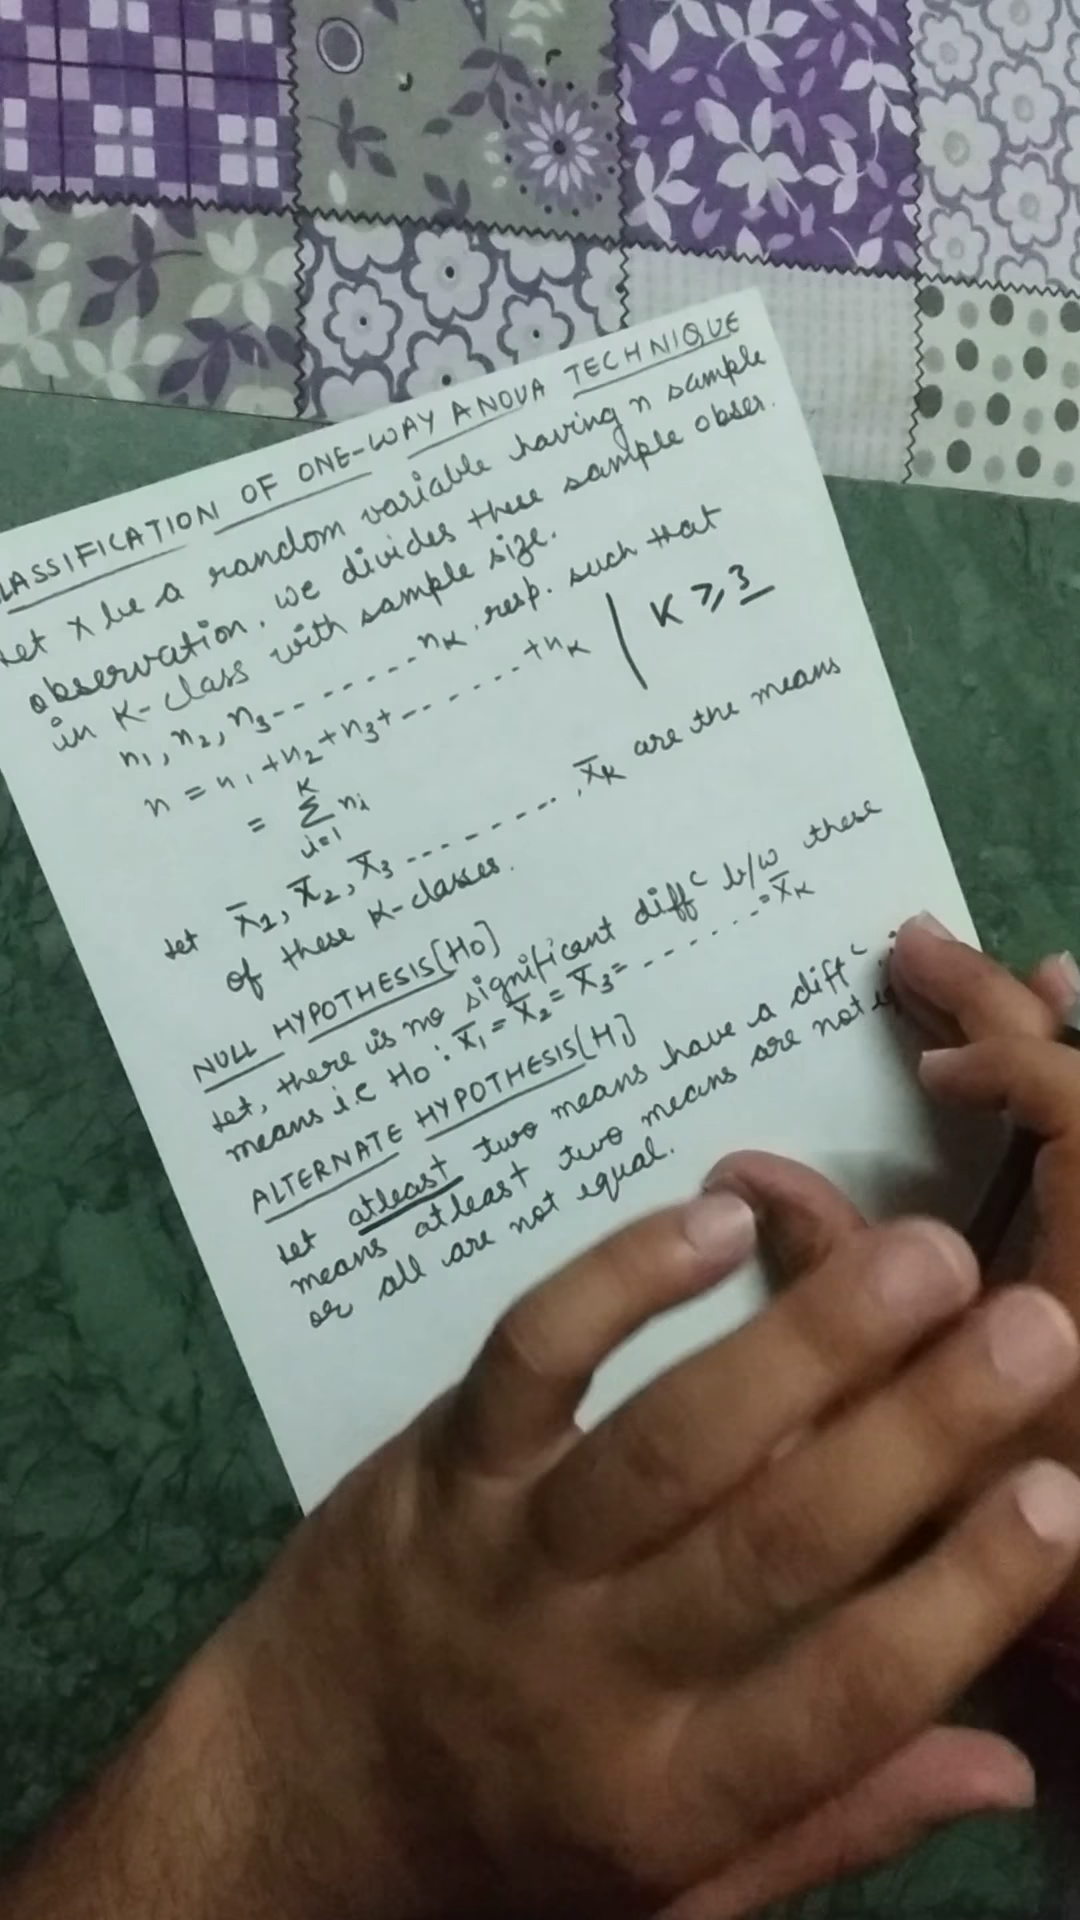 LASSIFICATION OF ONE-WAY ANOVA TECHNIQUE
Let X be a random variable having n sample
observation. We divides these sample obser.
in K-class with sample size.
n1, n2, n3-------nK. resp. such that
n = n1+n2+n3+-------+nK | K ≥ 3
= K∑i=1 ni
Let X̄1, X̄2, X̄3 ---------, X̄K are the means
of these K-classes.
NULL HYPOTHESIS[H0]
Let, there is no significant diffc b/w these
means i.e H0 : X̄1 = X̄2 = X̄3 = ------- = X̄K
ALTERNATE HYPOTHESIS[H1]
Let atleast two means have a diffc
means atleast two means are not
or all are not equal.